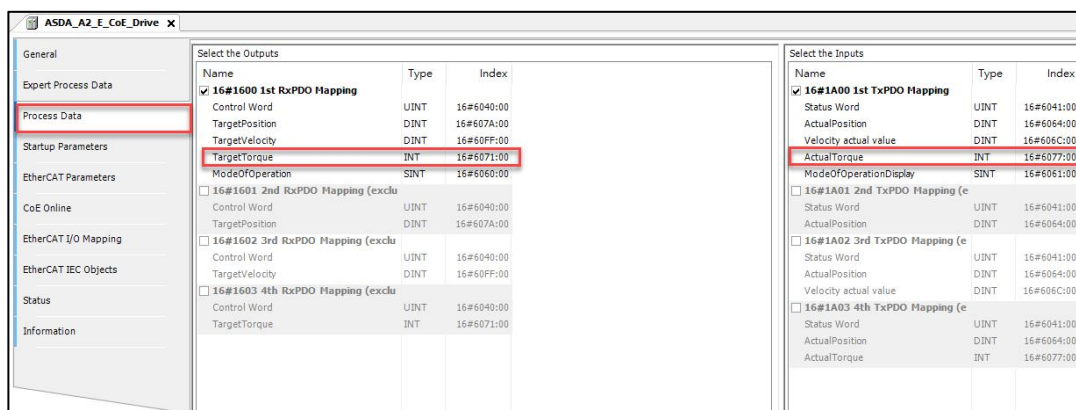 ASDA_A2_E_CoE_Drive X
General
Expert Process Data
Process Data
Startup Parameters
EtherCAT Parameters
CoE Online
EtherCAT I/O Mapping
EtherCAT IEC Objects
Status
Information
Select the Outputs
Name Type Index
16#1600 1st RxPDO Mapping
Control Word UINT 16#6040:00
TargetPosition DINT 16#607A:00
TargetVelocity DINT 16#60FF:00
TargetTorque INT 16#6071:00
ModeOfOperation SINT 16#6060:00
16#1601 2nd RxPDO Mapping (exclu
Control Word UINT 16#6040:00
TargetPosition DINT 16#607A:00
16#1602 3rd RxPDO Mapping (exclu
Control Word UINT 16#6040:00
TargetVelocity DINT 16#60FF:00
16#1603 4th RxPDO Mapping (exclu
Control Word UINT 16#6040:00
TargetTorque INT 16#6071:00
Select the Inputs
Name Type Index
16#1A00 1st TxPDO Mapping
Status Word UINT 16#6041:00
ActualPosition DINT 16#6064:00
Velocity actual value DINT 16#606C:00
ActualTorque INT 16#6077:00
ModeOfOperationDisplay SINT 16#6061:00
16#1A01 2nd TxPDO Mapping (e
Status Word UINT 16#6041:00
ActualPosition DINT 16#6064:00
16#1A02 3rd TxPDO Mapping (e
Status Word UINT 16#6041:00
ActualPosition DINT 16#6064:00
Velocity actual value DINT 16#606C:00
16#1A03 4th TxPDO Mapping (e
Status Word UINT 16#6041:00
ActualPosition DINT 16#6064:00
ActualTorque INT 16#6077:00